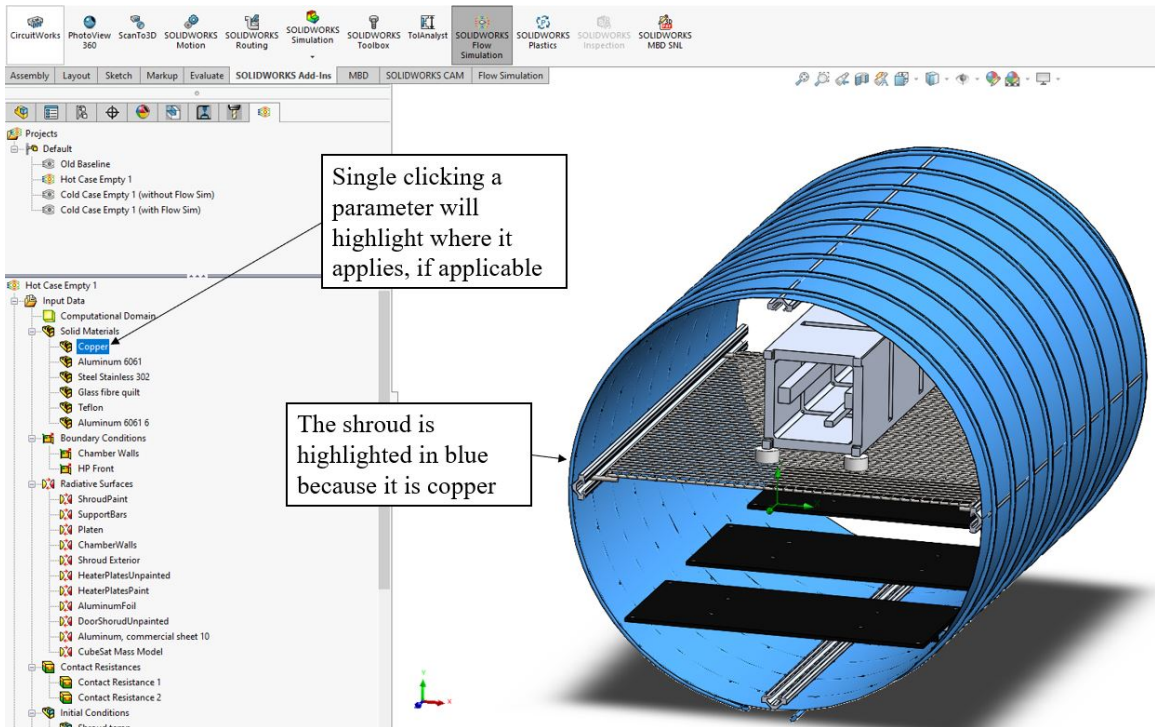 CircuitWorks
PhotoView
360
ScanTo3D
SOLIDWORKS
Motion
SOLIDWORKS
Routing
SOLIDWORKS
Simulation
SOLIDWORKS
Toolbox
TolAnalyst
SOLIDWORKS
Flow
Simulation
SOLIDWORKS
Plastics
SOLIDWORKS
Inspection
SOLIDWORKS
MBD SNL
Assembly Layout Sketch Markup Evaluate SOLIDWORKS Add-Ins MBD SOLIDWORKS CAM Flow Simulation
Projects
Default
Old Baseline
Hot Case Empty 1
Cold Case Empty 1 (without Flow Sim)
Cold Case Empty 1 (with Flow Sim)
Single clicking a
parameter will
highlight where it
applies, if applicable
Hot Case Empty 1
Input Data
Computational Domain
Solid Materials
Copper
Aluminum 6061
Steel Stainless 302
Glass fibre quilt
Teflon
Aluminum 6061 6
Boundary Conditions
Chamber Walls
HP Front
The shroud is
highlighted in blue
because it is copper
Radiative Surfaces
ShroudPaint
SupportBars
Platen
ChamberWalls
Shroud Exterior
HeaterPlatesUnpainted
HeaterPlatesPaint
AluminumFoil
DoorShorudUnpainted
Aluminum, commercial sheet 10
CubeSat Mass Model
Contact Resistances
Contact Resistance 1
Contact Resistance 2
Initial Conditions